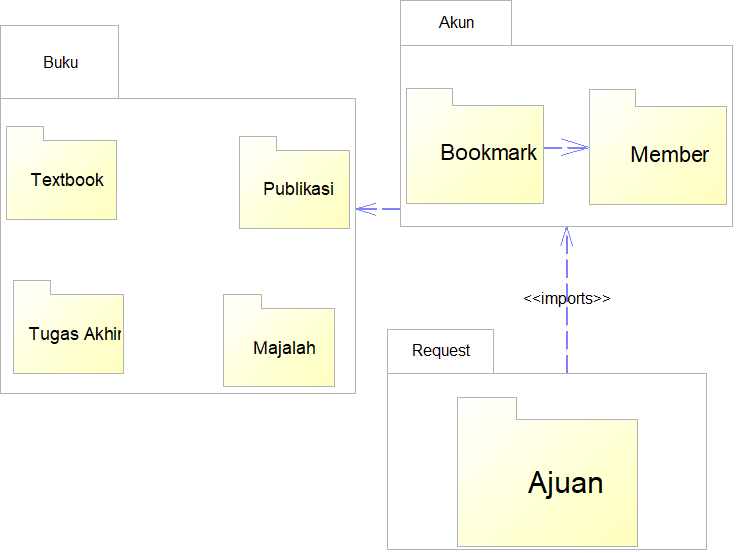 Buku
Textbook
Publikasi
Tugas Akhir
Majalah
Akun
Bookmark
Member
<<imports>>
Request
Ajuan